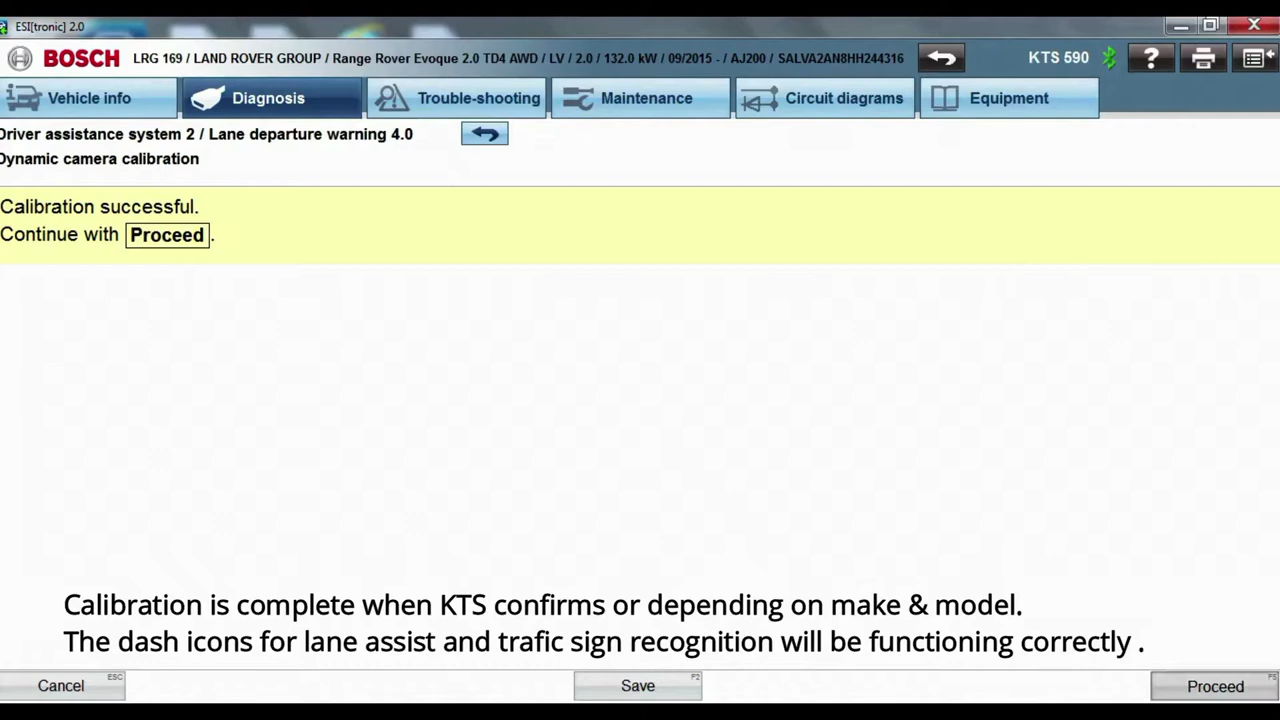 ESI[tronic] 2.0
BOSCH LRG 169 / LAND ROVER GROUP / Range Rover Evoque 2.0 TD4 AWD / LV / 2.0 / 132.0 kW / 09/2015 - / AJ200 / SALVA2AN8HH244316 KTS 590 ?
Vehicle info Diagnosis Trouble-shooting Maintenance Circuit diagrams Equipment
Driver assistance system 2 / Lane departure warning 4.0
Dynamic camera calibration
Calibration successful.
Continue with Proceed.
Calibration is complete when KTS confirms or depending on make & model.
The dash icons for lane assist and trafic sign recognition will be functioning correctly .
Cancel ESC Save F2 Proceed F5